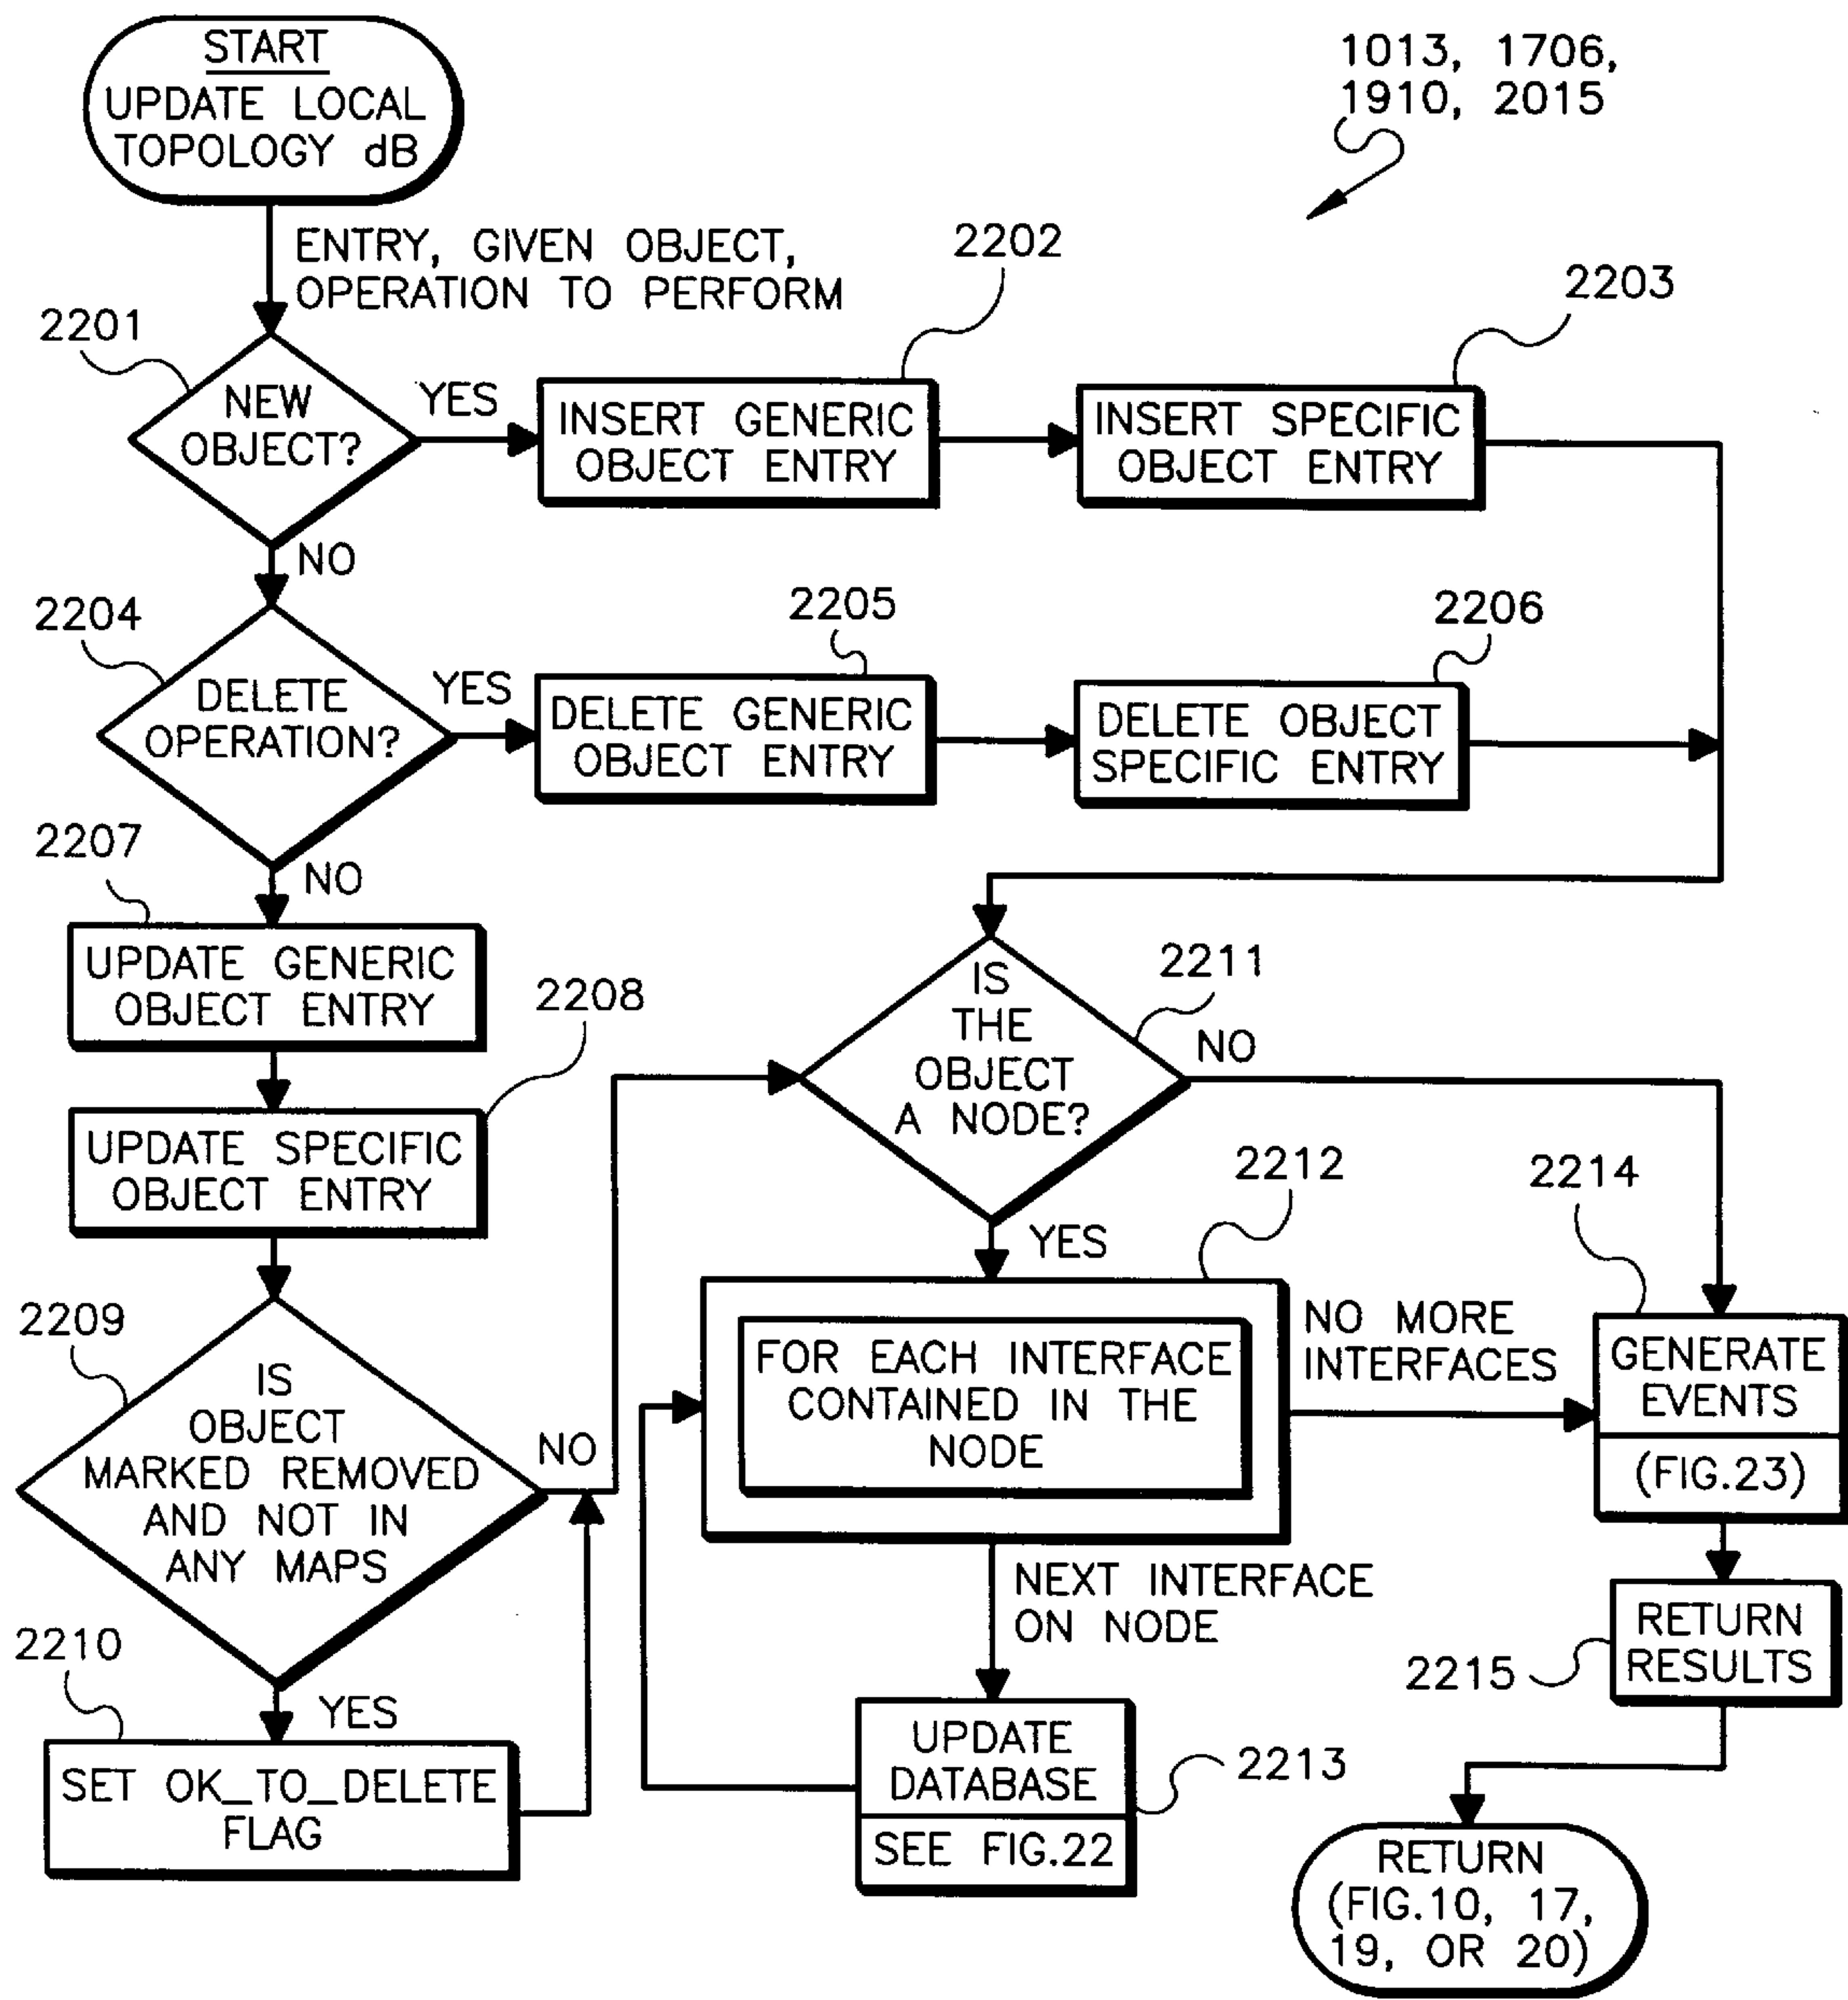 START
UPDATE LOCAL
TOPOLOGY dB
1013, 1706,
1910, 2015
ENTRY, GIVEN OBJECT,
OPERATION TO PERFORM
2201
NEW
OBJECT?
YES
NO
2202
INSERT GENERIC
OBJECT ENTRY
2203
INSERT SPECIFIC
OBJECT ENTRY
2204
DELETE
OPERATION?
YES
NO
2205
DELETE GENERIC
OBJECT ENTRY
2206
DELETE OBJECT
SPECIFIC ENTRY
2207
UPDATE GENERIC
OBJECT ENTRY
2208
UPDATE SPECIFIC
OBJECT ENTRY
2209
IS
OBJECT
MARKED REMOVED
AND NOT IN
ANY MAPS
NO
YES
2210
SET OK_TO_DELETE
FLAG
2211
IS
THE
OBJECT
A NODE?
NO
YES
2212
FOR EACH INTERFACE
CONTAINED IN THE
NODE
NO MORE
INTERFACES
NEXT INTERFACE
ON NODE
UPDATE
DATABASE
SEE FIG.22
2213
2214
GENERATE
EVENTS
(FIG.23)
RETURN
RESULTS
2215
RETURN
(FIG.10, 17,
19, OR 20)